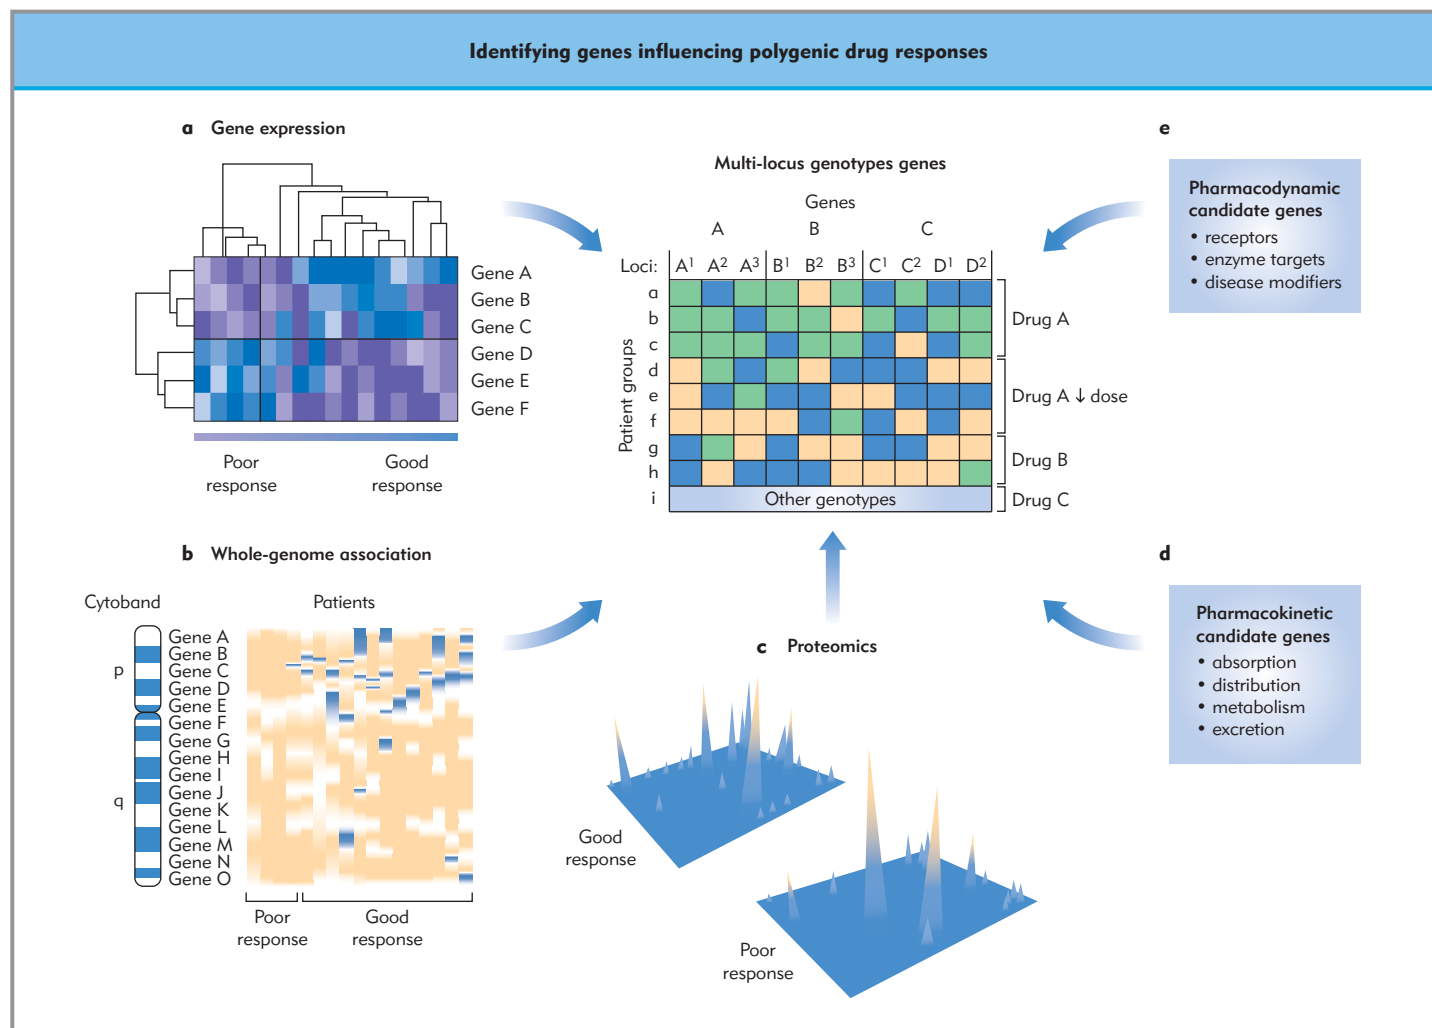 Identifying genes influencing polygenic drug responses
a Gene expression
Gene A
Gene B
Gene C
Gene D
Gene E
Gene F
Poor
response
Good
response
Multi-locus genotypes genes
Genes
A B C
Loci: A1 A2 A3 B1 B2 B3 C1 C2 D1 D2
Patient groups
a
b
c
d
e
f
g
h
i
Other genotypes
Drug A
Drug A ↓ dose
Drug B
Drug C
e
Pharmacodynamic
candidate genes
• receptors
• enzyme targets
• disease modifiers
b Whole-genome association
Cytoband
Patients
p
q
Gene A
Gene B
Gene C
Gene D
Gene E
Gene F
Gene G
Gene H
Gene I
Gene J
Gene K
Gene L
Gene M
Gene N
Gene O
Poor
response
Good
response
c Proteomics
Good
response
Poor
response
d
Pharmacokinetic
candidate genes
• absorption
• distribution
• metabolism
• excretion